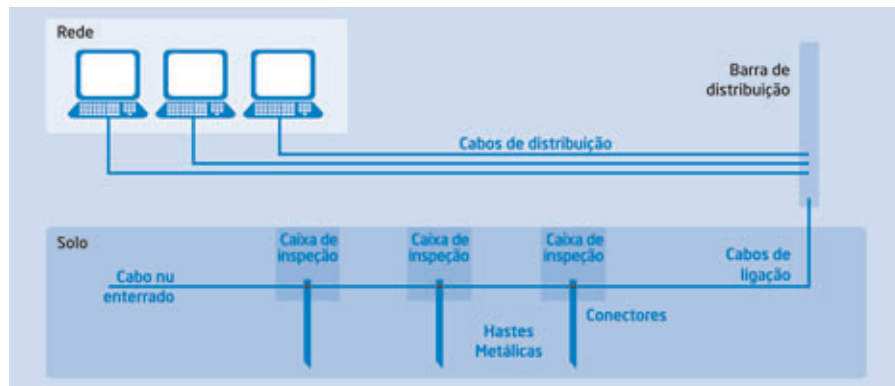 Rede
Barra de
distribuição
Cabos de distribuição
Solo
Caixa de
inspeção
Caixa de
inspeção
Caixa de
inspeção
Cabos de
ligação
Cabo nu
enterrado
Conectores
Hastes
Metálicas